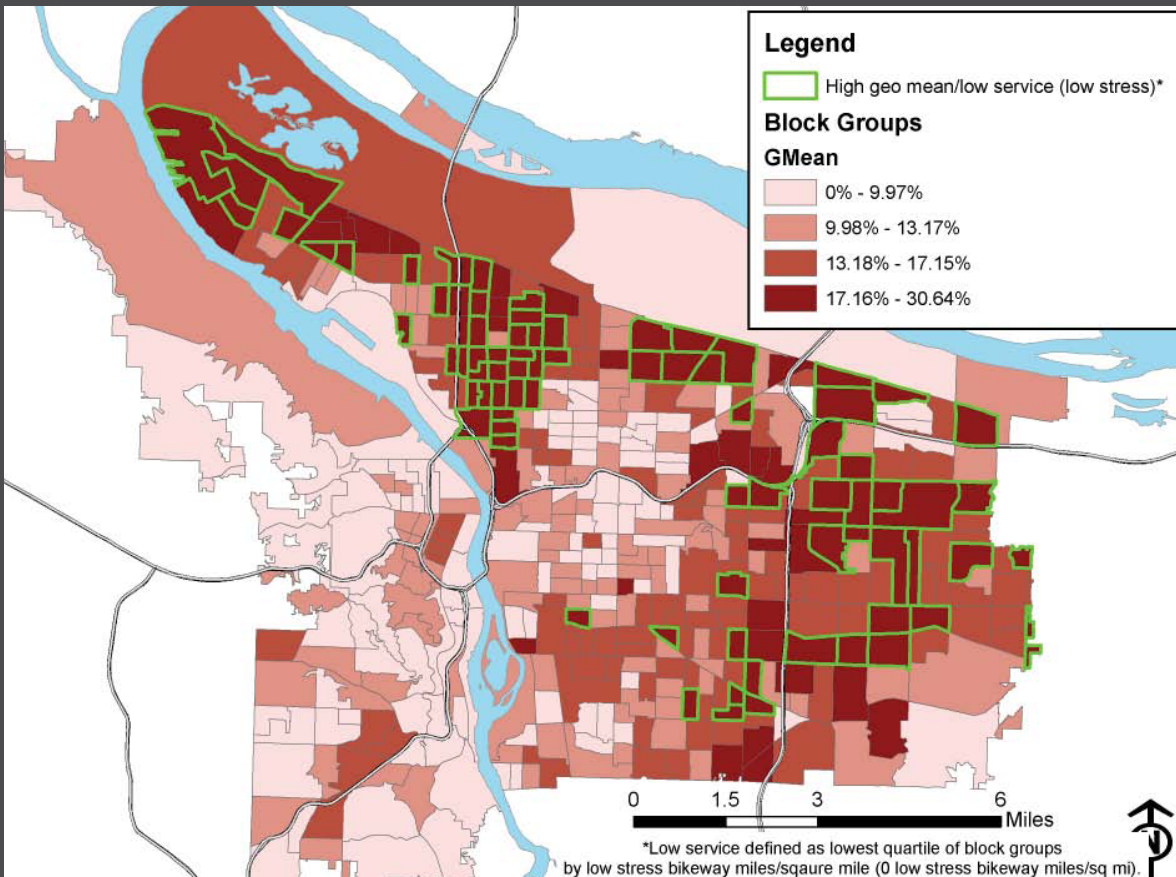 Legend
High geo mean/low service (low stress)*
Block Groups
GMean
0% - 9.97%
9.98% - 13.17%
13.18% - 17.15%
17.16% - 30.64%
0 1.5 3 6
Miles
*Low service defined as lowest quartile of block groups
by low stress bikeway miles/sqaure mile (0 low stress bikeway miles/sq mi).
N